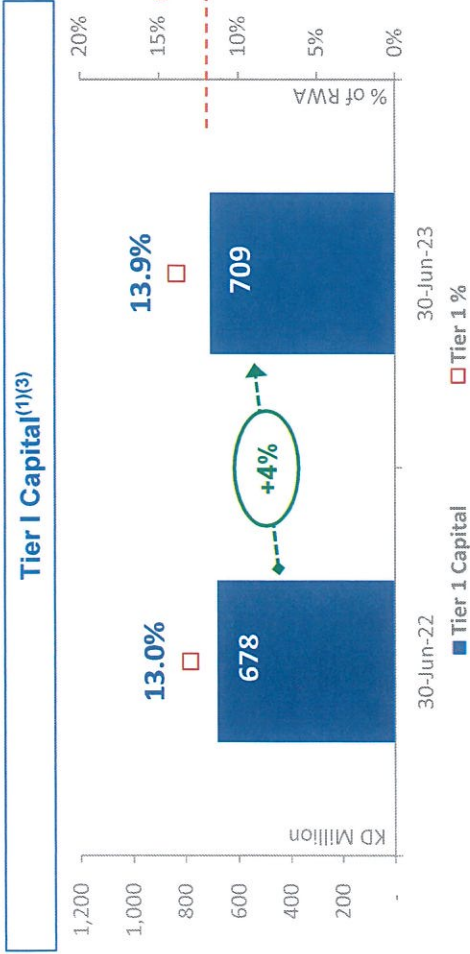 Tier I Capital(1)(3)
KD Million
1,200
1,000
800
600
400
200
-
13.0%
678
+4%
13.9%
709
20%
15%
10%
5%
0%
% of RWA
30-Jun-22
30-Jun-23
Tier 1 Capital
Tier 1 %